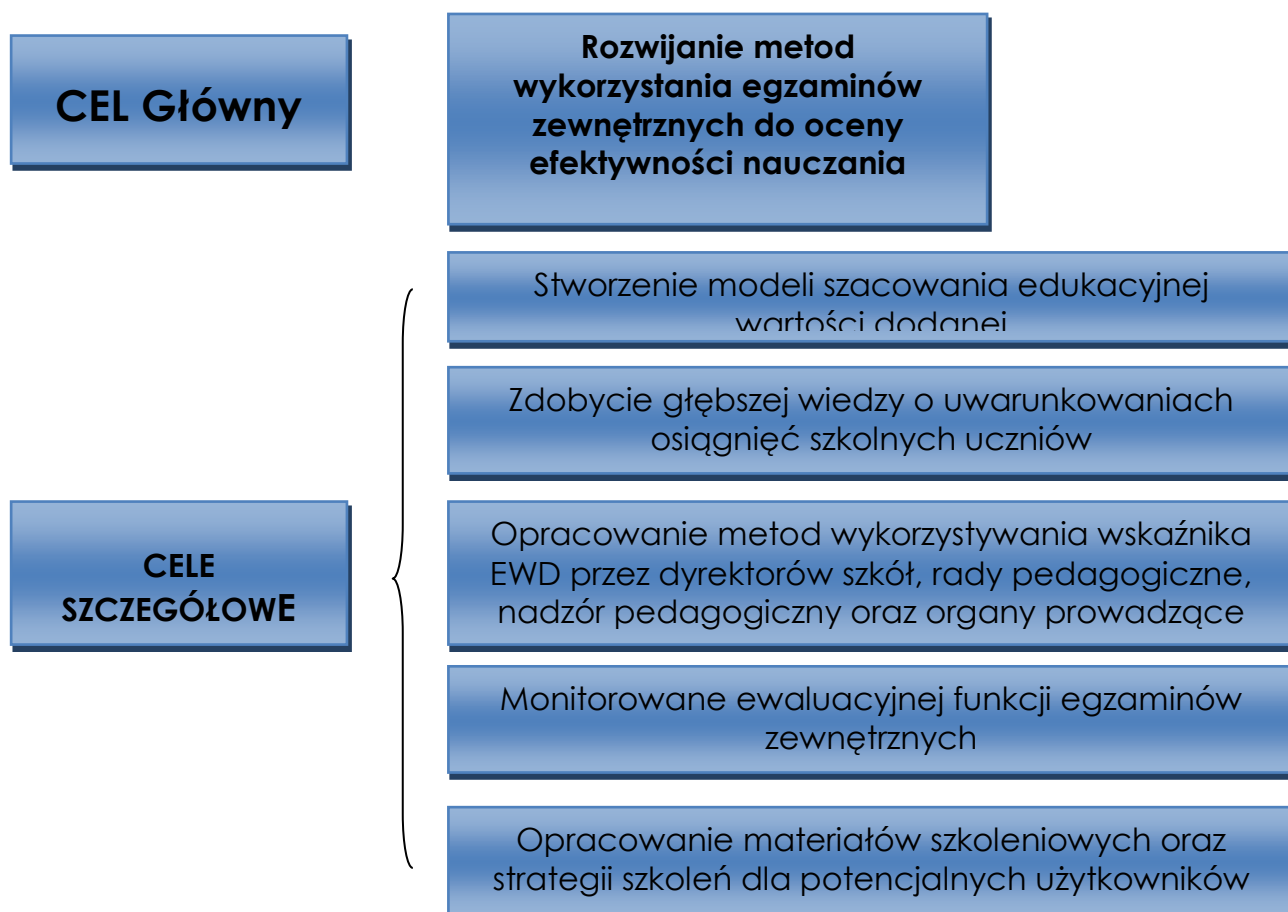 CEL Główny
Rozwijanie metod
wykorzystania egzaminów
zewnętrznych do oceny
efektywności nauczania
Stworzenie modeli szacowania edukacyjnej
wartości dodanej
Zdobycie głębszej wiedzy o uwarunkowaniach
osiągnięć szkolnych uczniów
CELE
SZCZEGÓŁOWE
Opracowanie metod wykorzystywania wskaźnika
EWD przez dyrektorów szkół, rady pedagogiczne,
nadzór pedagogiczny oraz organy prowadzące
Monitorowane ewaluacyjnej funkcji egzaminów
zewnętrznych
Opracowanie materiałów szkoleniowych oraz
strategii szkoleń dla potencjalnych użytkowników